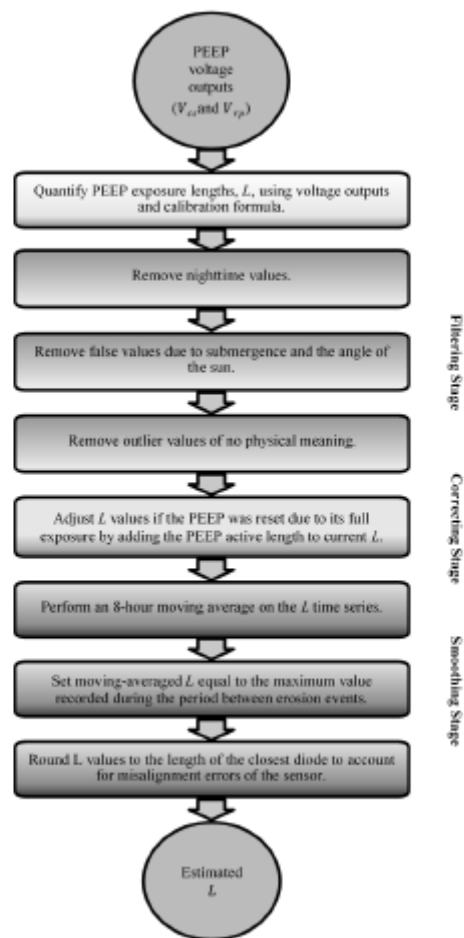 PEEP
voltage
outputs
(Vcs and Vrp)
Quantify PEEP exposure lengths, L, using voltage outputs
and calibration formula.
Remove nighttime values.
Remove false values due to submergence and the angle of
the sun.
Remove outlier values of no physical meaning.
Filtering Stage
Adjust L values if the PEEP was reset due to its full
exposure by adding the PEEP active length to current L.
Correcting Stage
Perform an 8-hour moving average on the L time series.
Set moving-averaged L equal to the maximum value
recorded during the period between erosion events.
Round L values to the length of the closest diode to account
for misalignment errors of the sensor.
Smoothing Stage
Estimated
L